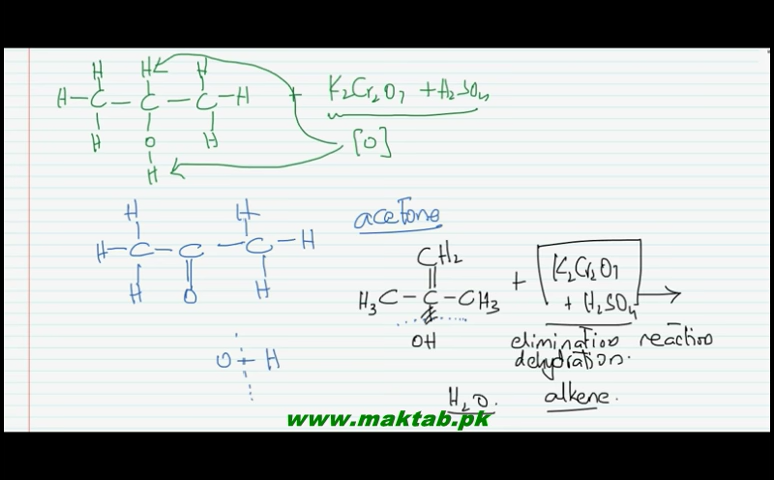 H H H
H-C-C-C-H + K2Cr2O7 + H2SO4
H O H [O]
H
H H acetone
H-C-C-C-H
H O H
CH2
H3C-C-CH3 + K2Cr2O7 + H2SO4 →
OH
elimination reaction
dehydration.
O+H
H2O. alkene.
www.maktab.pk